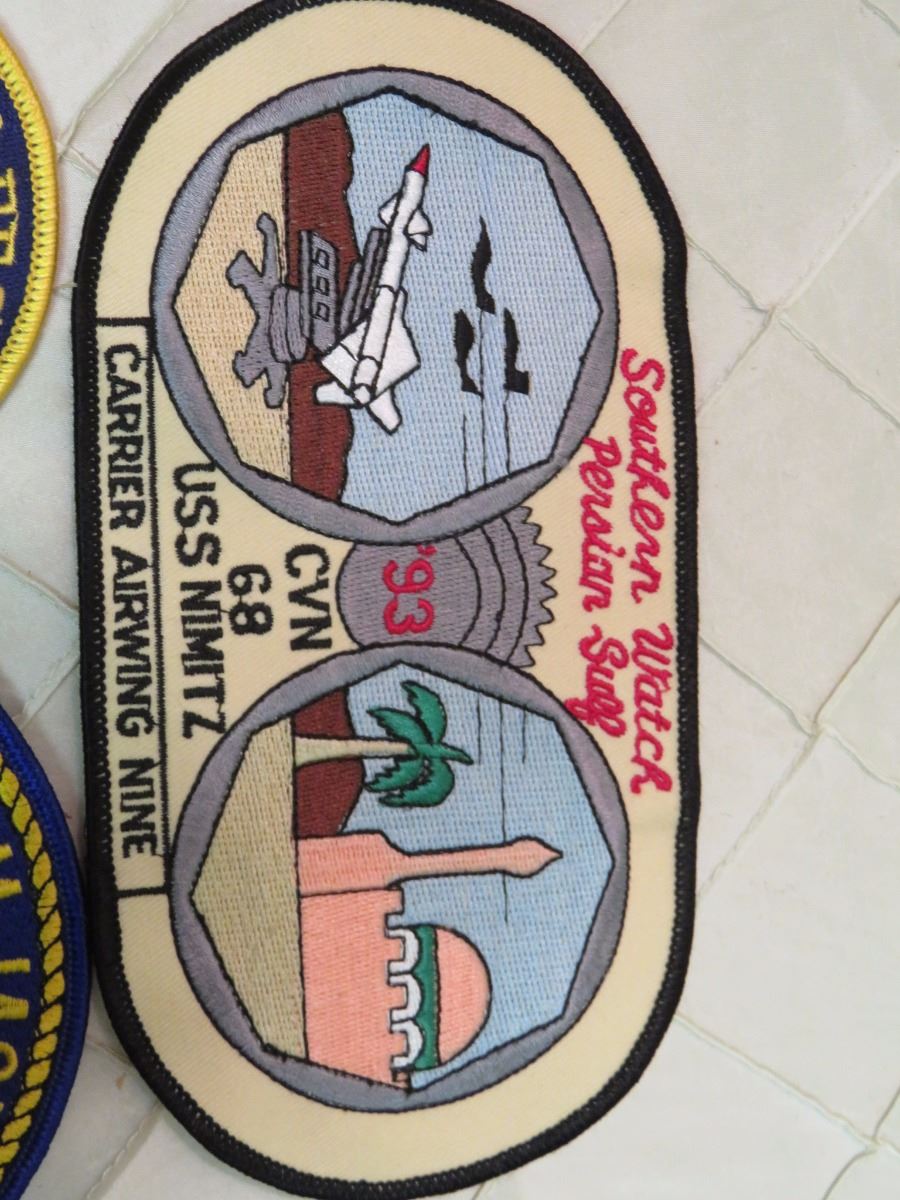 Southern Watch
Persian Gulf
'93
CVN
68
USS NIMITZ
CARRIER AIRWING NINE